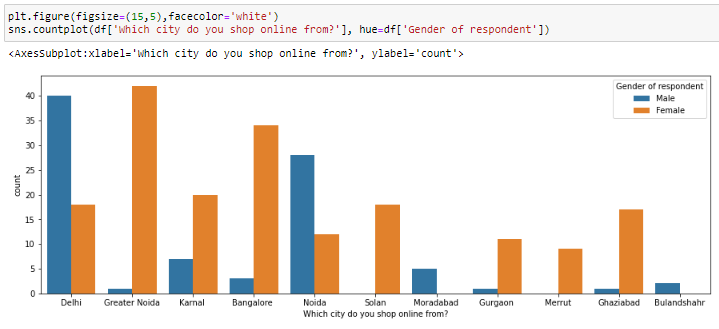 plt.figure(figsize=(15,5),facecolor='white')
sns.countplot(df['Which city do you shop online from?'], hue=df['Gender of respondent'])
<AxesSubplot:xlabel='Which city do you shop online from?', ylabel='count'>
Gender of respondent
Male
Female
40
35
30
25
20
15
10
5
0
count
Delhi Greater Noida Karnal Bangalore Noida Solan Moradabad Gurgaon Merrut Ghaziabad Bulandshahr
Which city do you shop online from?